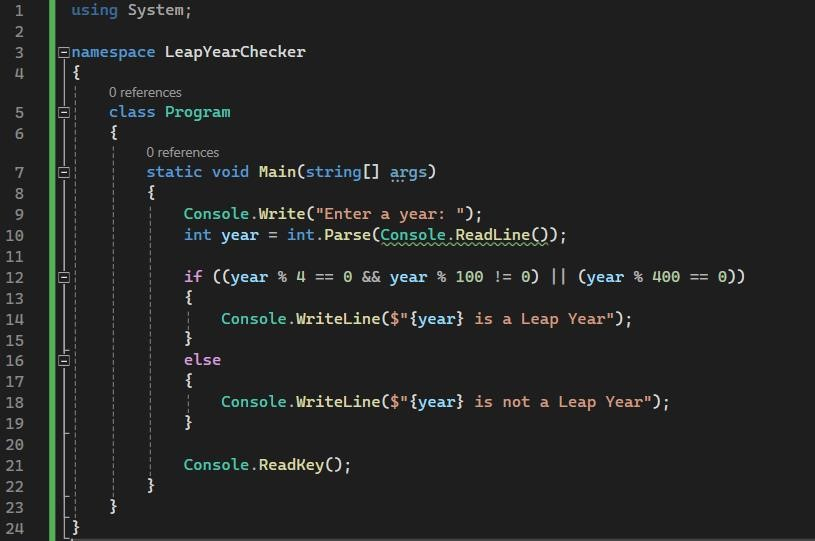 1 using System;
2
3 namespace LeapYearChecker
4 {
0 references
5 class Program
6 {
0 references
7 static void Main(string[] args)
8 {
9 Console.Write("Enter a year: ");
10 int year = int.Parse(Console.ReadLine());
11
12 if ((year % 4 == 0 && year % 100 != 0) || (year % 400 == 0))
13 {
14 Console.WriteLine($"{year} is a Leap Year");
15 }
16 else
17 {
18 Console.WriteLine($"{year} is not a Leap Year");
19 }
20
21 Console.ReadKey();
22 }
23 }
24 }